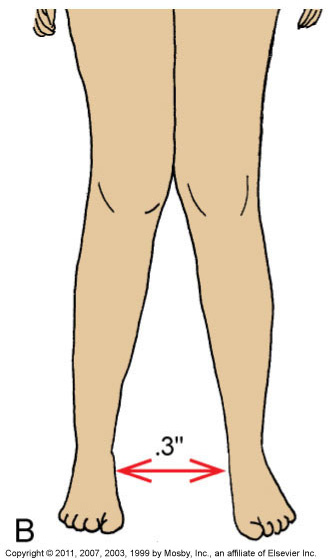 .3"
B
Copyright © 2011, 2007, 2003, 1999 by Mosby, Inc., an affiliate of Elsevier Inc.